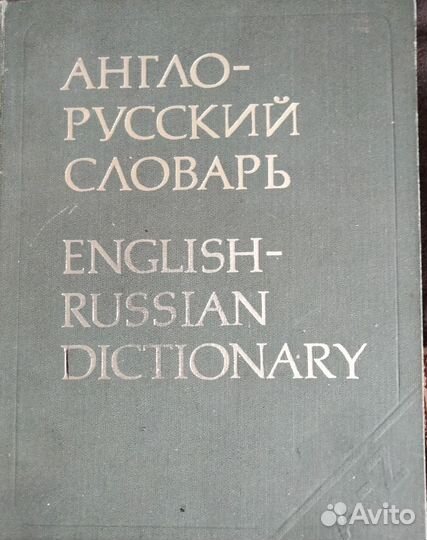 АНГЛО-
РУССКИЙ
СЛОВАРЬ
ENGLISH-
RUSSIAN
DICTIONARY
Avito